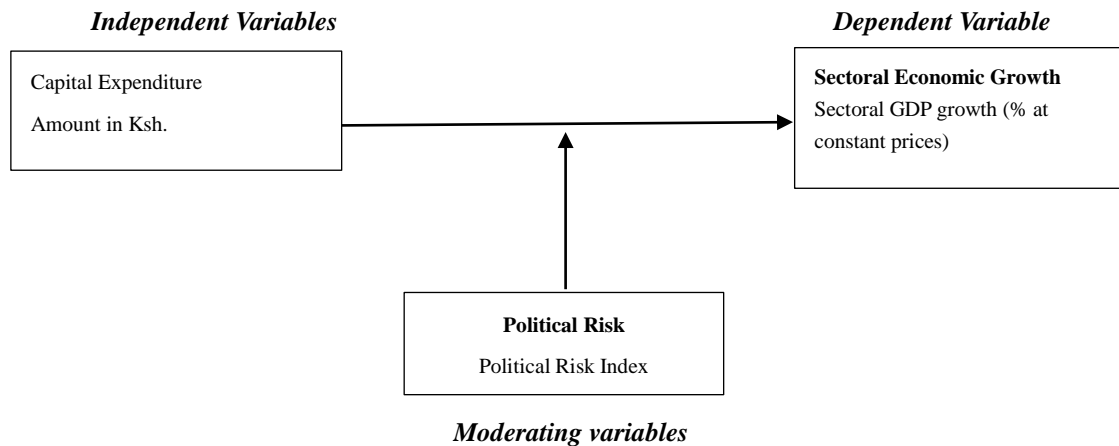 Independent Variables
Dependent Variable
Capital Expenditure
Amount in Ksh.
Sectoral Economic Growth
Sectoral GDP growth (% at
constant prices)
Political Risk
Political Risk Index
Moderating variables